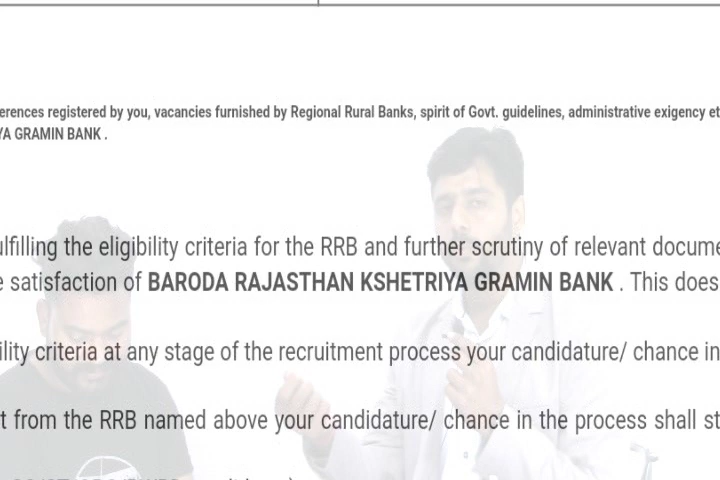 erences registered by you, vacancies furnished by Regional Rural Banks, spirit of Govt. guidelines, administrative exigency et
YA GRAMIN BANK .
ulfilling the eligibility criteria for the RRB and further scrutiny of relevant docume
e satisfaction of BARODA RAJASTHAN KSHETRIYA GRAMIN BANK . This does
ility criteria at any stage of the recruitment process your candidature/ chance in
t from the RRB named above your candidature/ chance in the process shall st